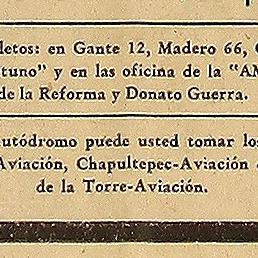 letos: en Gante 12, Madero 66,
tuno" y en las oficina de la "AM
de la Reforma y Donato Guerra.
utódromo puede usted tomar los
Aviación, Chapultepec-Aviación
de la Torre-Aviación.